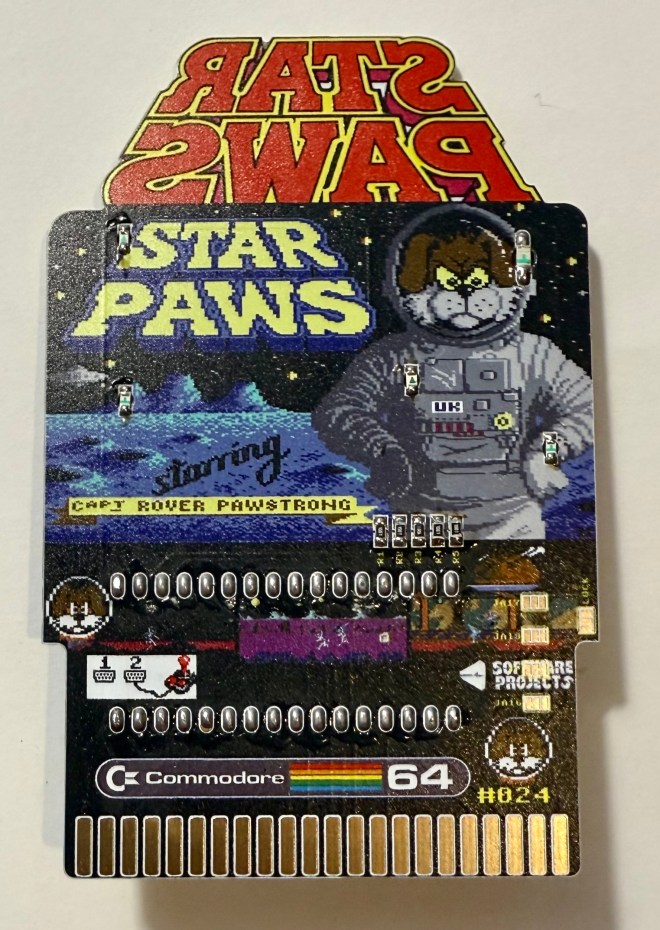 STAR
PAWS
STAR
PAWS
UK
starring
CAPT ROVER PAWSTRONG
R1 R2 R3 R4 R5
1 2
SOFTWARE
PROJECTS
Commodore 64
#024